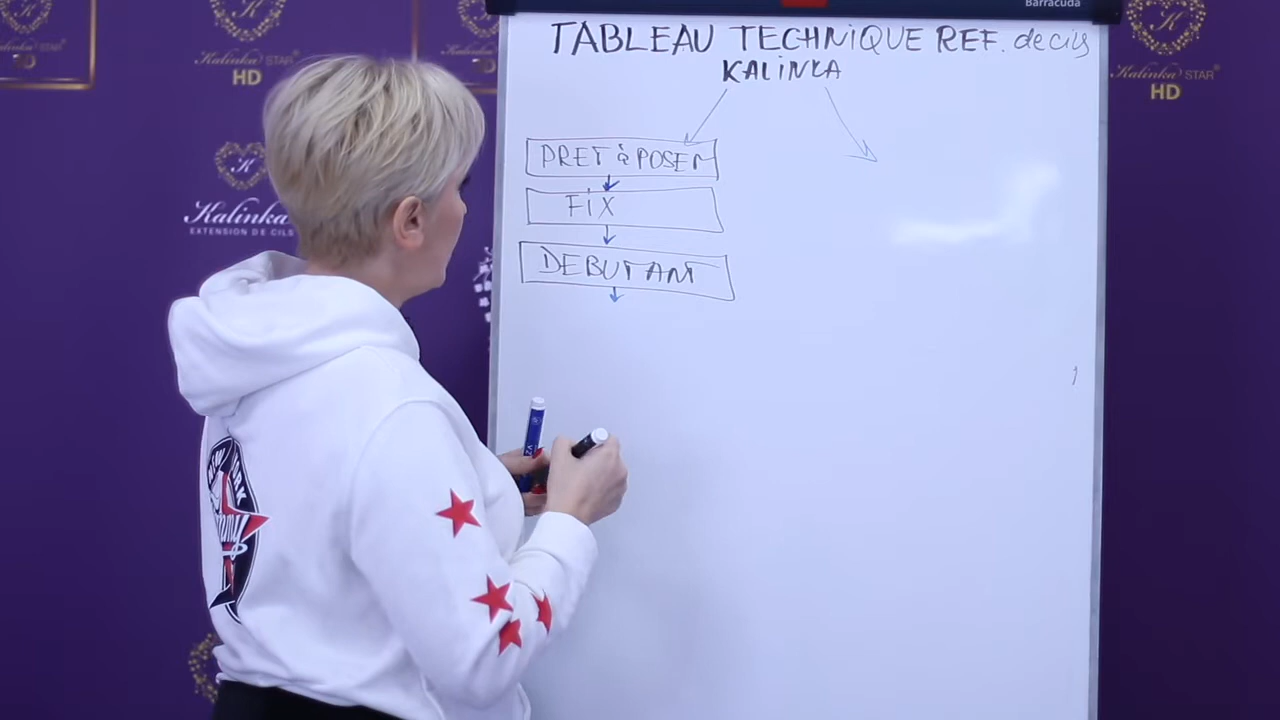 Barracuda
TABLEAU TECHNIQUE REF. de cils
KALINKA
PRET à POSER
FIX
DEBUTANT
Kalinka STAR
HD
Kalinka STAR
HD
Kalinka
EXTENSION DE CILS